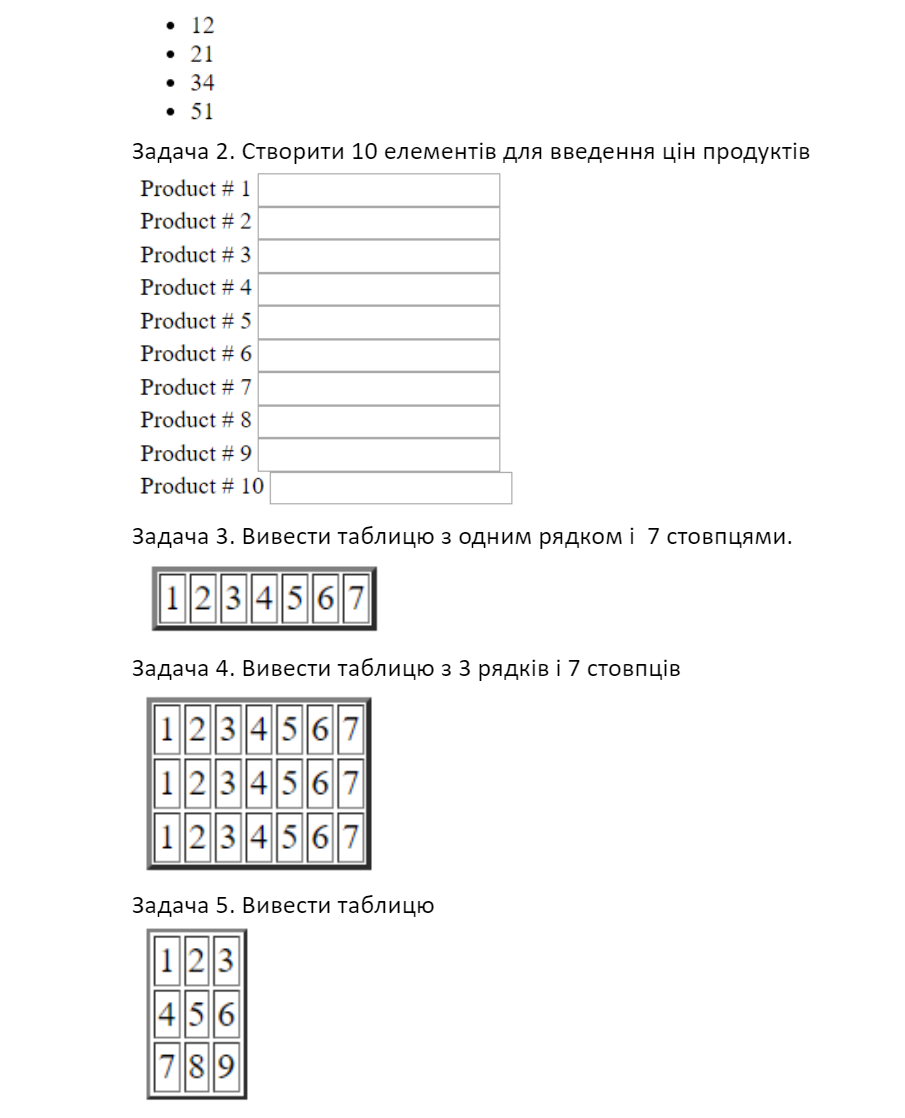 • 12
• 21
• 34
• 51
Задача 2. Створити 10 елементів для введення цін продуктів
Product # 1
Product # 2
Product # 3
Product # 4
Product # 5
Product # 6
Product # 7
Product # 8
Product # 9
Product # 10
Задача 3. Вивести таблицю з одним рядком і  7 стовпцями.
1 2 3 4 5 6 7
Задача 4. Вивести таблицю з 3 рядків і 7 стовпців
1 2 3 4 5 6 7
1 2 3 4 5 6 7
1 2 3 4 5 6 7
Задача 5. Вивести таблицю
1 2 3
4 5 6
7 8 9